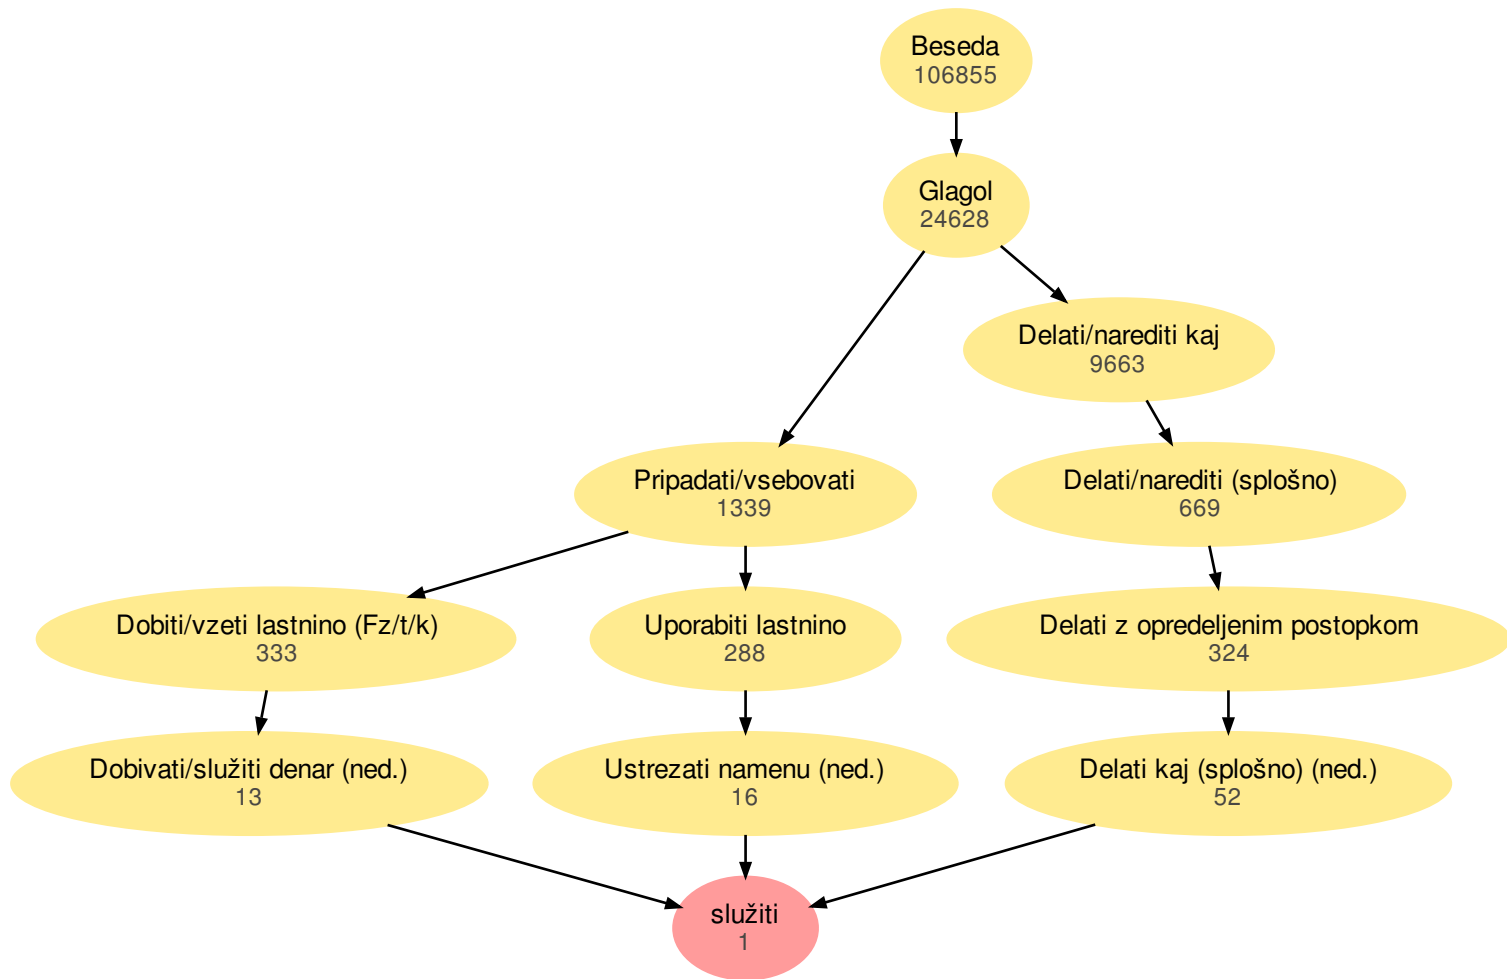 Beseda
106855
Glagol
24628
Delati/narediti kaj
9663
Pripadati/vsebovati
1339
Delati/narediti (splošno)
669
Dobiti/vzeti lastnino (Fz/t/k)
333
Uporabiti lastnino
288
Delati z opredeljenim postopkom
324
Dobivati/služiti denar (ned.)
13
Ustrezati namenu (ned.)
16
Delati kaj (splošno) (ned.)
52
služiti
1